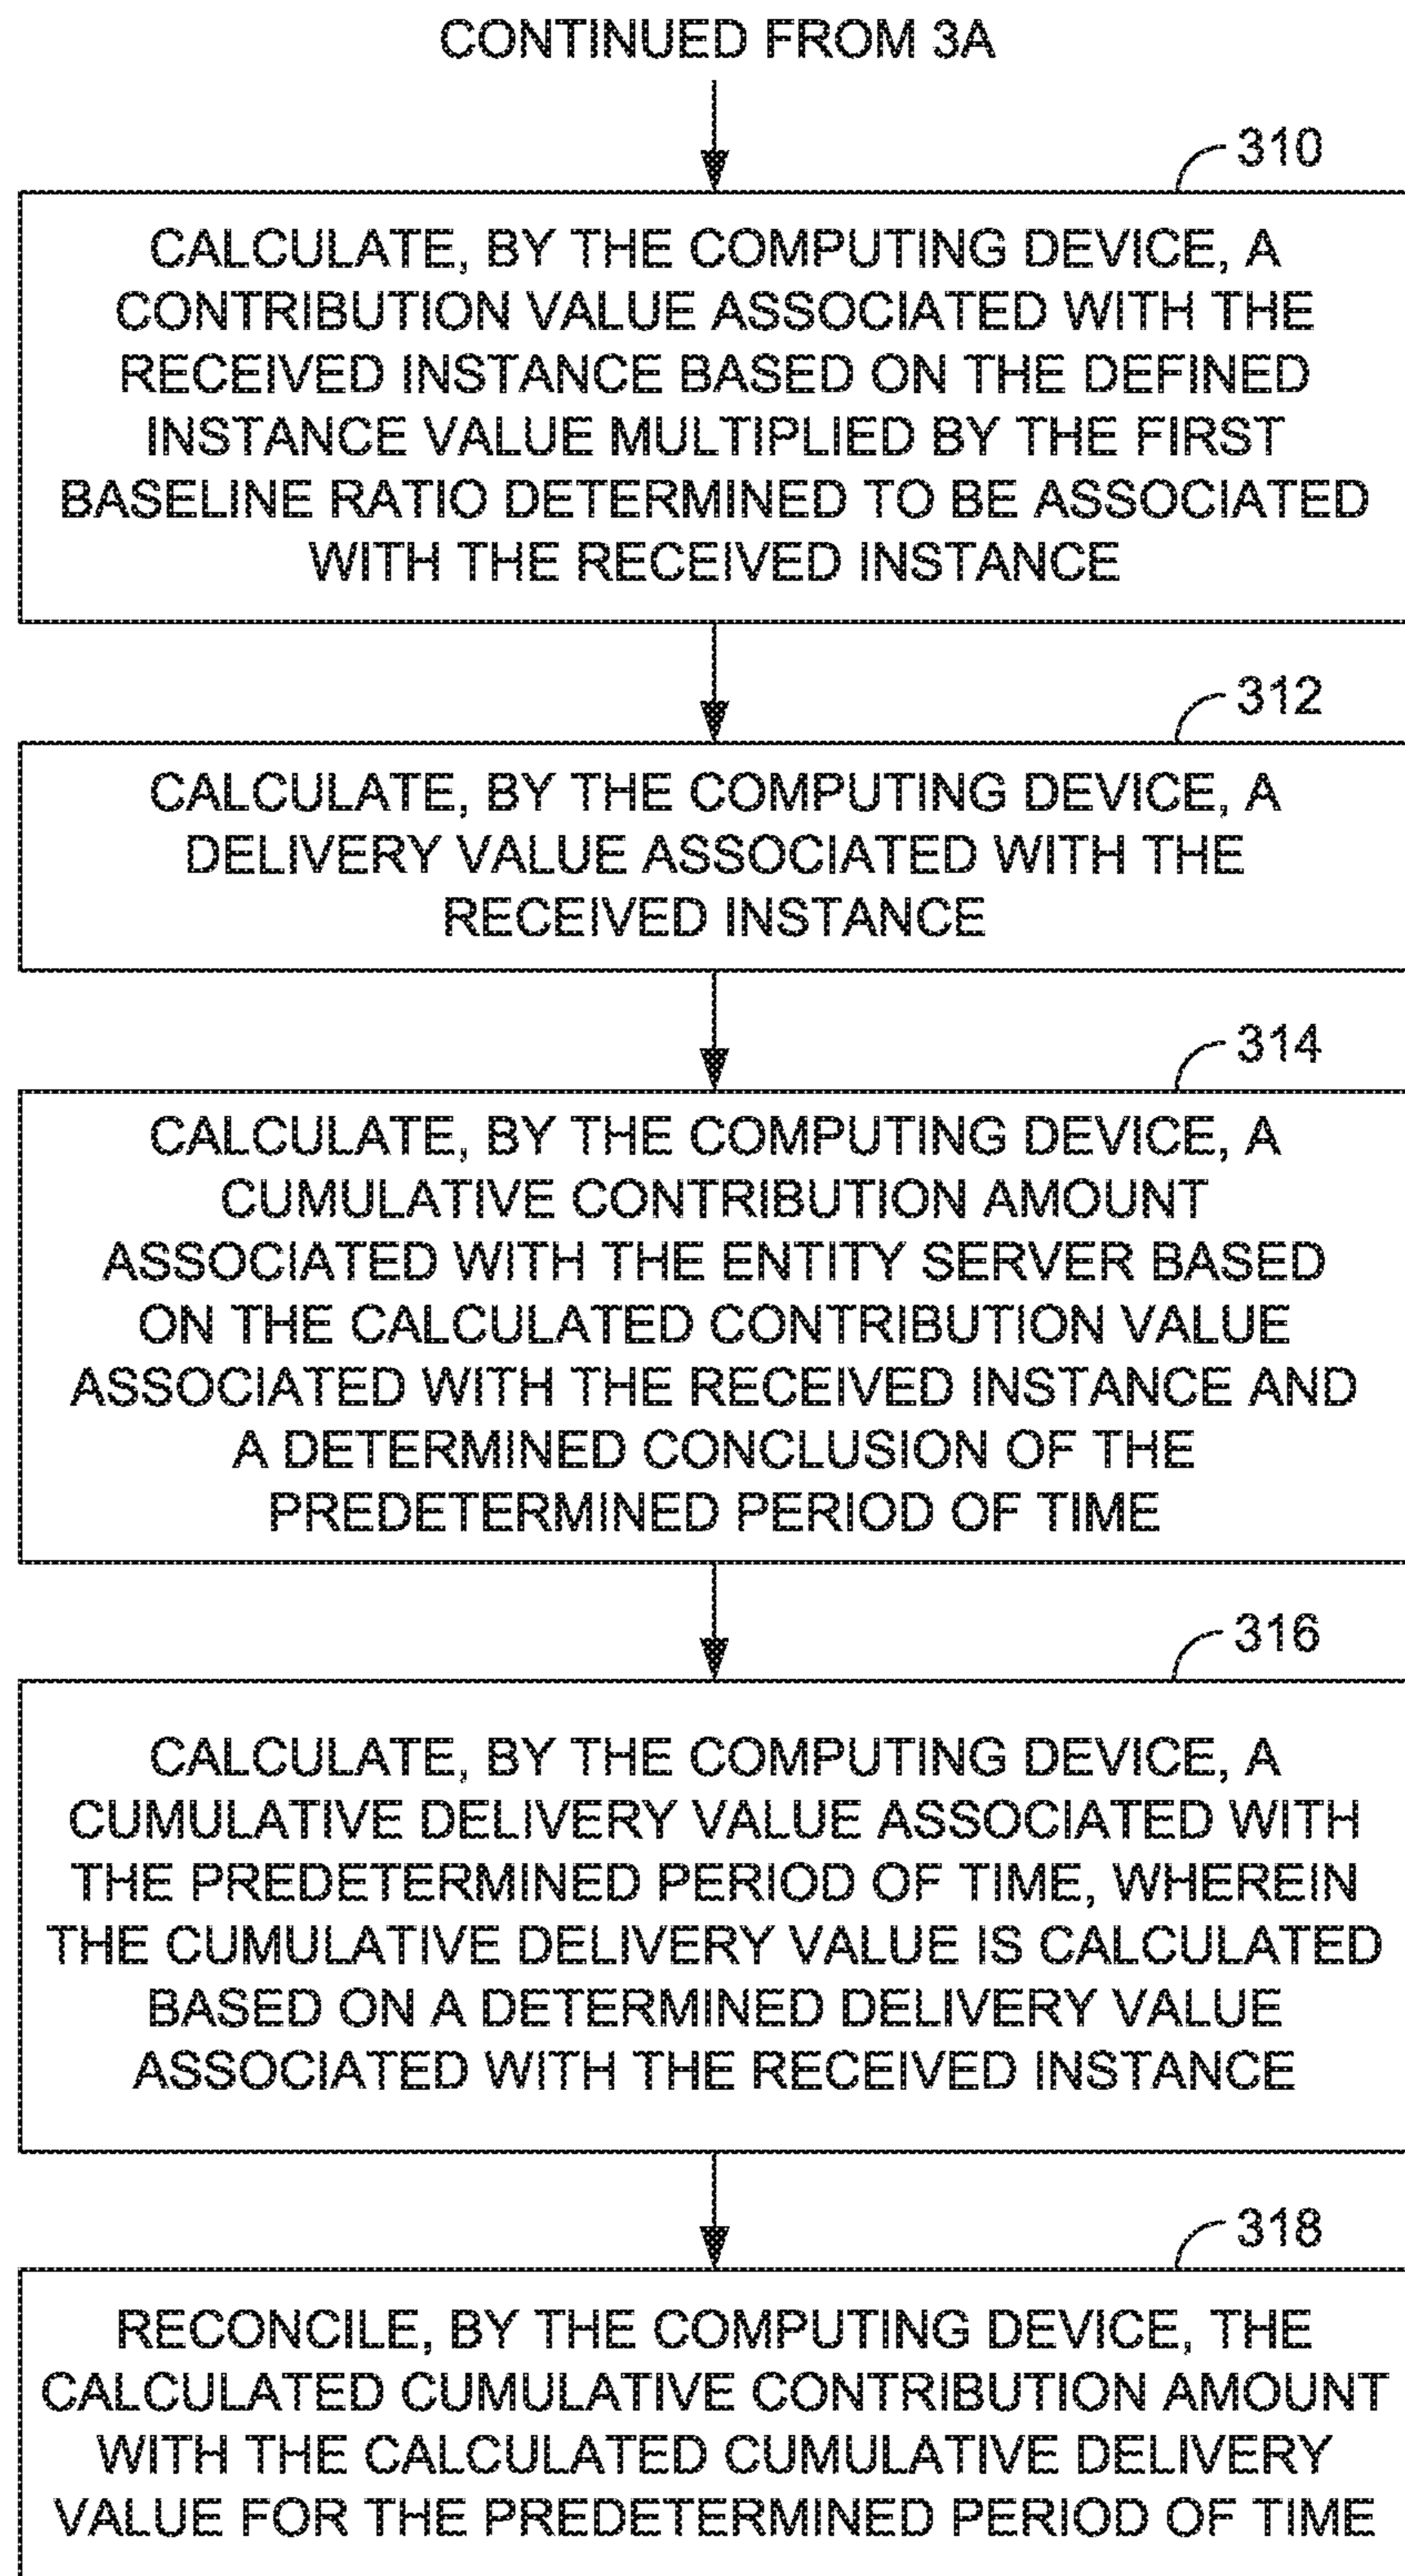 CONTINUED FROM 3A
310
CALCULATE, BY THE COMPUTING DEVICE, A
CONTRIBUTION VALUE ASSOCIATED WITH THE
RECEIVED INSTANCE BASED ON THE DEFINED
INSTANCE VALUE MULTIPLIED BY THE FIRST
BASELINE RATIO DETERMINED TO BE ASSOCIATED
WITH THE RECEIVED INSTANCE
312
CALCULATE, BY THE COMPUTING DEVICE, A
DELIVERY VALUE ASSOCIATED WITH THE
RECEIVED INSTANCE
314
CALCULATE, BY THE COMPUTING DEVICE, A
CUMULATIVE CONTRIBUTION AMOUNT
ASSOCIATED WITH THE ENTITY SERVER BASED
ON THE CALCULATED CONTRIBUTION VALUE
ASSOCIATED WITH THE RECEIVED INSTANCE AND
A DETERMINED CONCLUSION OF THE
PREDETERMINED PERIOD OF TIME
316
CALCULATE, BY THE COMPUTING DEVICE, A
CUMULATIVE DELIVERY VALUE ASSOCIATED WITH
THE PREDETERMINED PERIOD OF TIME, WHEREIN
THE CUMULATIVE DELIVERY VALUE IS CALCULATED
BASED ON A DETERMINED DELIVERY VALUE
ASSOCIATED WITH THE RECEIVED INSTANCE
318
RECONCILE, BY THE COMPUTING DEVICE, THE
CALCULATED CUMULATIVE CONTRIBUTION AMOUNT
WITH THE CALCULATED CUMULATIVE DELIVERY
VALUE FOR THE PREDETERMINED PERIOD OF TIME